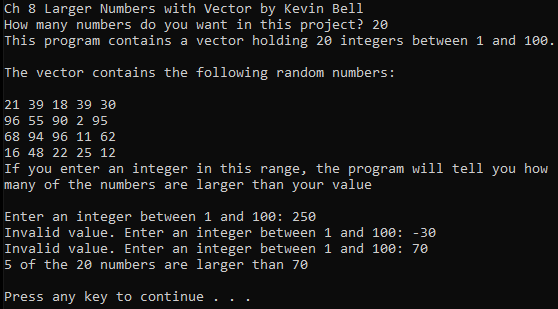 Ch 8 Larger Numbers with Vector by Kevin Bell
How many numbers do you want in this project? 20
This program contains a vector holding 20 integers between 1 and 100.
The vector contains the following random numbers:
21 39 18 39 30
96 55 90 2 95
68 94 96 11 62
16 48 22 25 12
If you enter an integer in this range, the program will tell you how
many of the numbers are larger than your value
Enter an integer between 1 and 100: 250
Invalid value. Enter an integer between 1 and 100: -30
Invalid value. Enter an integer between 1 and 100: 70
5 of the 20 numbers are larger than 70
Press any key to continue . . .